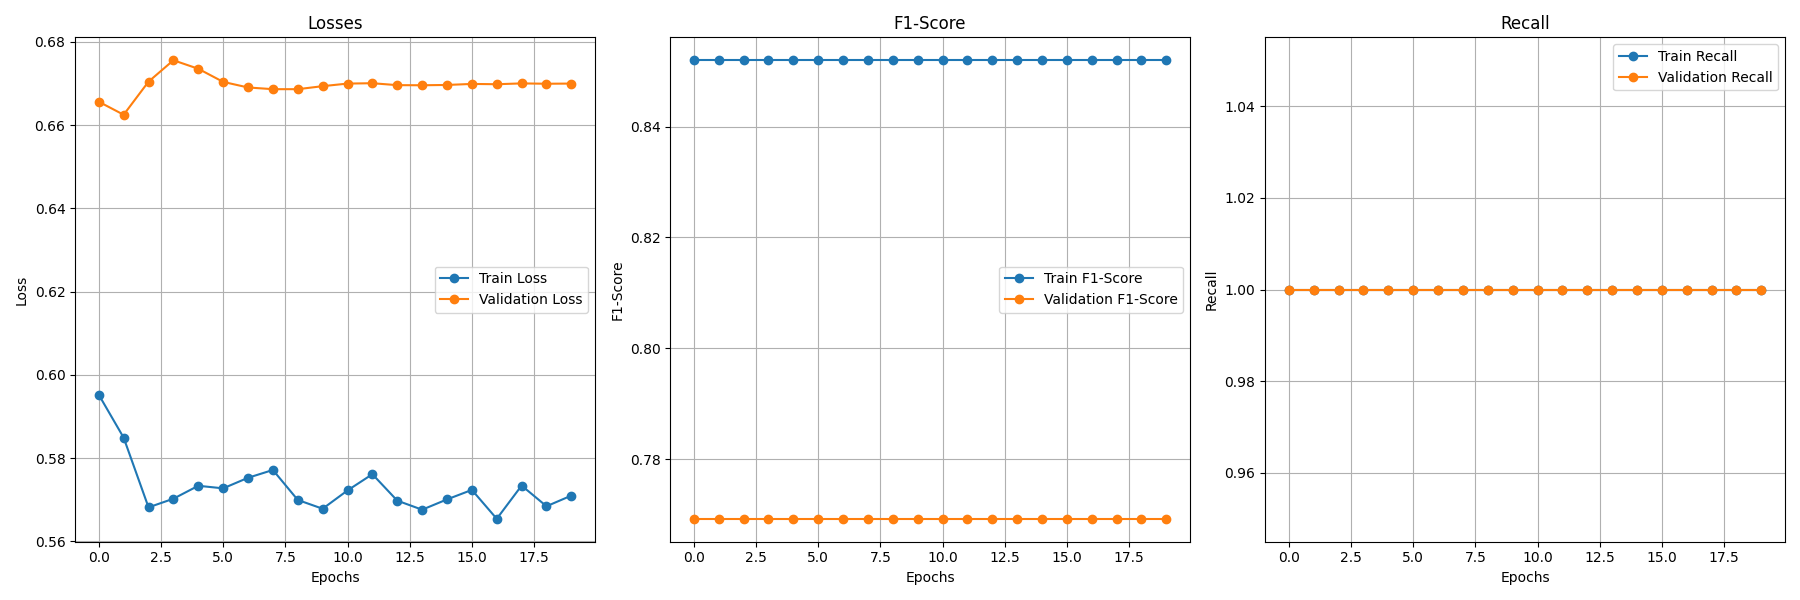 Losses
0.68
0.66
0.64
0.62
0.60
0.58
0.56
Loss
Train Loss
Validation Loss
0.0 2.5 5.0 7.5 10.0 12.5 15.0 17.5
Epochs
F1-Score
0.84
0.82
0.80
0.78
F1-Score
Train F1-Score
Validation F1-Score
0.0 2.5 5.0 7.5 10.0 12.5 15.0 17.5
Epochs
Recall
Train Recall
Validation Recall
1.04
1.02
1.00
0.98
0.96
Recall
0.0 2.5 5.0 7.5 10.0 12.5 15.0 17.5
Epochs